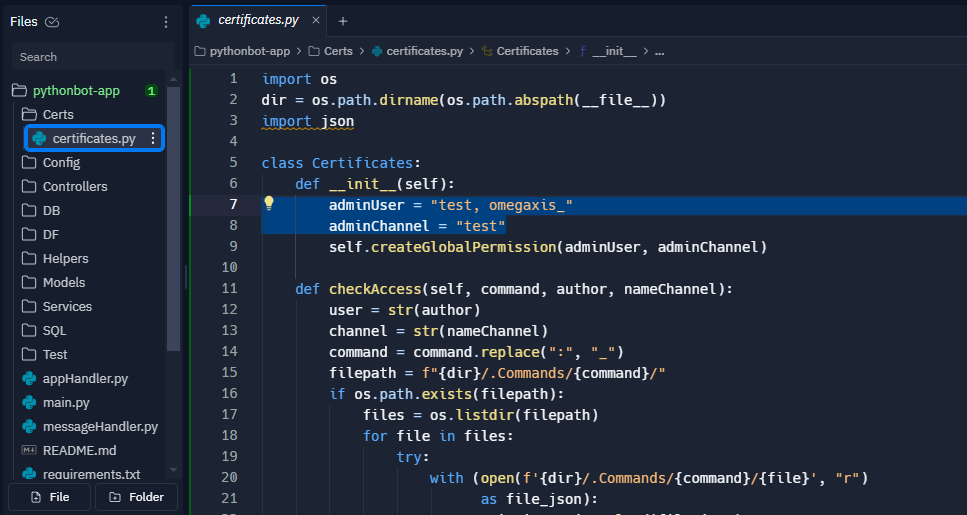 Files
Search
pythonbot-app 1
Certs
certificates.py
Config
Controllers
DB
DF
Helpers
Models
Services
SQL
Test
appHandler.py
main.py
messageHandler.py
README.md
requirements.txt
File Folder
certificates.py × +
pythonbot-app > Certs > certificates.py > Certificates > f __init__ > ...
1 import os
2 dir = os.path.dirname(os.path.abspath(__file__))
3 import json
4
5 class Certificates:
6 def __init__(self):
7 adminUser = "test, omegaxis_"
8 adminChannel = "test"
9 self.createGlobalPermission(adminUser, adminChannel)
10
11 def checkAccess(self, command, author, nameChannel):
12 user = str(author)
13 channel = str(nameChannel)
14 command = command.replace(":", "_")
15 filepath = f"{dir}/.Commands/{command}/"
16 if os.path.exists(filepath):
17 files = os.listdir(filepath)
18 for file in files:
19 try:
20 with (open(f'{dir}/.Commands/{command}/{file}', "r")
21 as file_json):